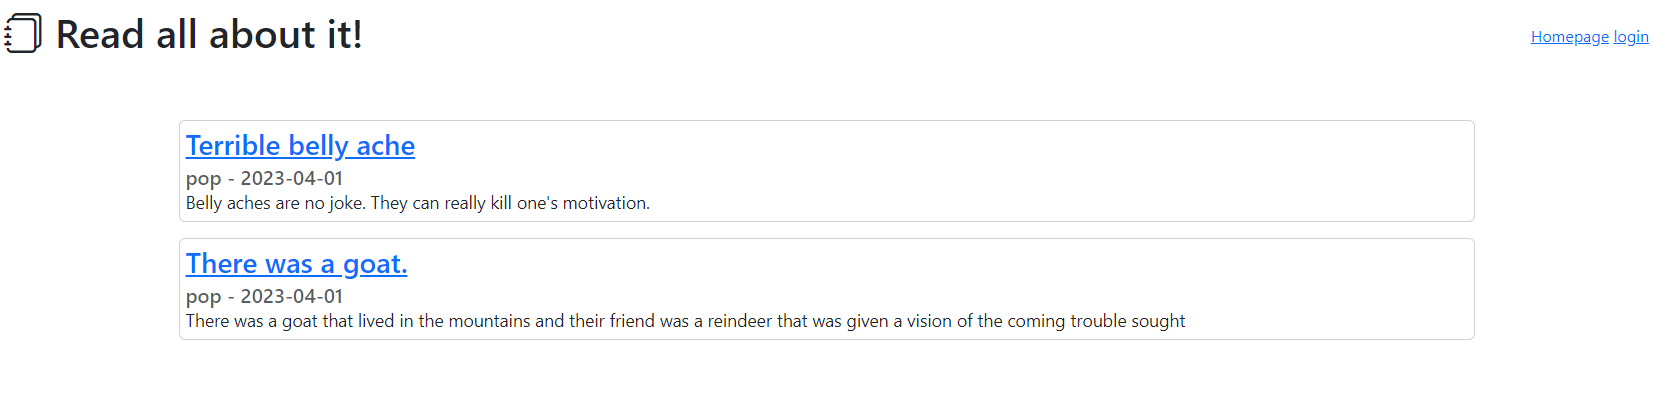 Read all about it!
Homepage login
Terrible belly ache
pop - 2023-04-01
Belly aches are no joke. They can really kill one's motivation.
There was a goat.
pop - 2023-04-01
There was a goat that lived in the mountains and their friend was a reindeer that was given a vision of the coming trouble sought